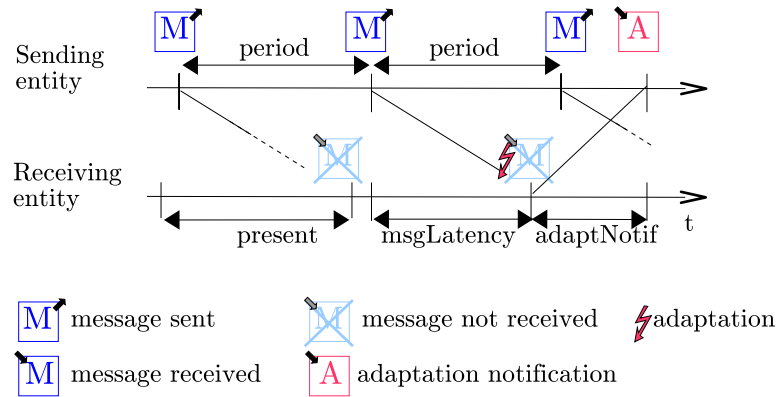 M M M A
Sending
entity
period period
M M
Receiving
entity
t
present msgLatency adaptNotif
M message sent
M message not received
adaptation
M message received
A adaptation notification